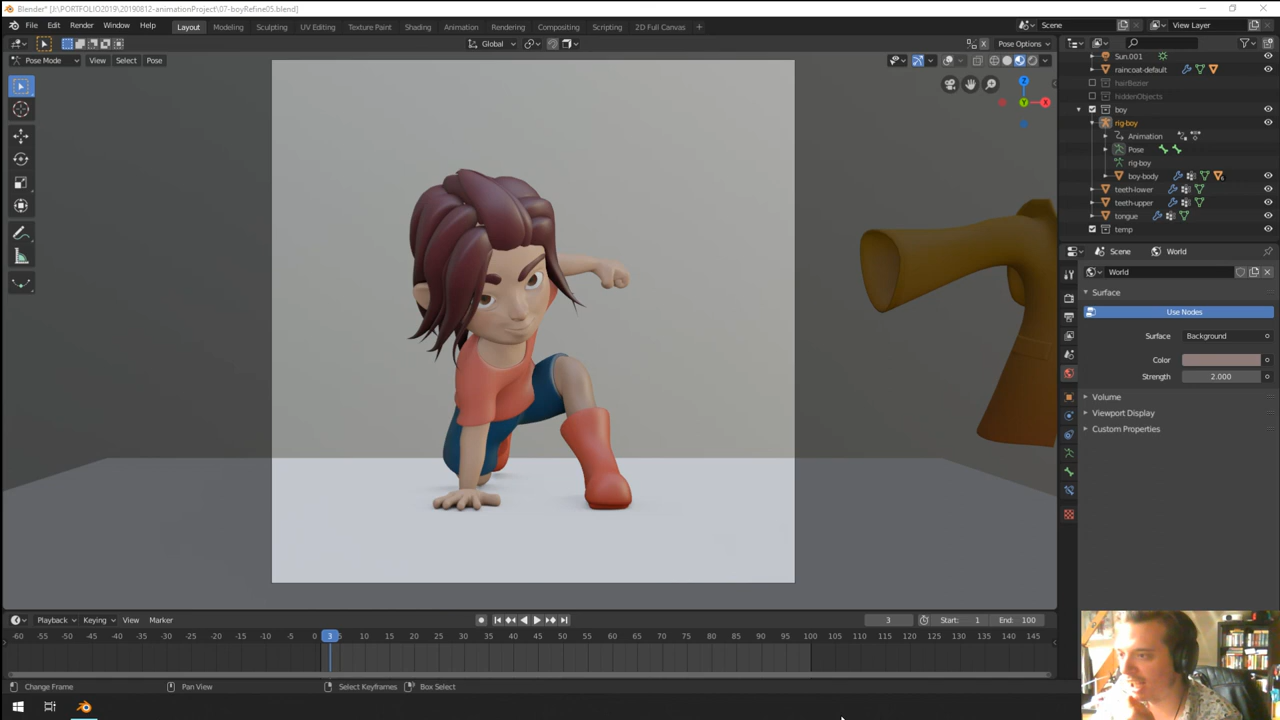 Blender* [J:\PORTFOLIO2019\20190812-animationProject\07-boyRefine05.blend]
File Edit Render Window Help Layout Modeling Sculpting UV Editing Texture Paint Shading Animation Rendering Compositing Scripting 2D Full Canvas + Scene View Layer
Global Pose Options
Pose Mode View Select Pose
Z
Y
X
Sun.001
raincoat-default
hairBezier
hiddenObjects
boy
rig-boy
Animation
Pose
rig-boy
boy-body
teeth-lower
teeth-upper
tongue
temp
Scene World
World
Surface
Use Nodes
Surface Background
Color
Strength 2.000
Volume
Viewport Display
Custom Properties
Playback Keying View Marker 3 Start: 1 End: 100
-60 -55 -50 -45 -40 -35 -30 -25 -20 -15 -10 -5 0 3 5 10 15 20 25 30 35 40 45 50 55 60 65 70 75 80 85 90 95 100 105 110 115 120 125 130 135 140 145
Change Frame Pan View Select Keyframes Box Select